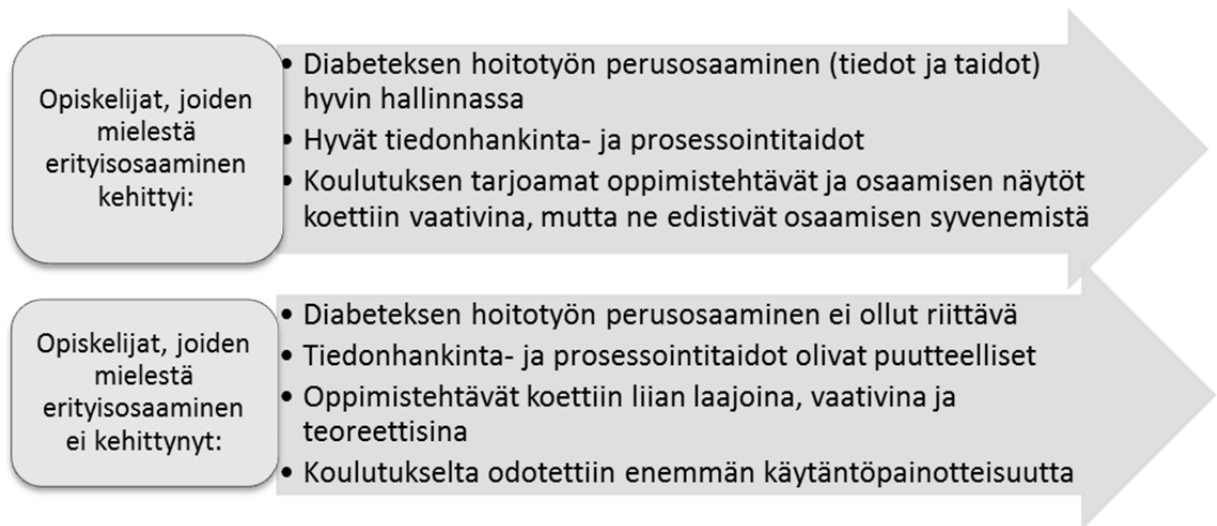 Opiskelijat, joiden
mielestä
erityisosaaminen
kehittyi:
• Diabeteksen hoitotyön perusosaaminen (tiedot ja taidot)
hyvin hallinnassa
• Hyvät tiedonhankinta- ja prosessointitaidot
• Koulutuksen tarjoamat oppimistehtävät ja osaamisen näytöt
koettiin vaativina, mutta ne edistivät osaamisen syvenemistä
Opiskelijat, joiden
mielestä
erityisosaaminen
ei kehittynyt:
• Diabeteksen hoitotyön perusosaaminen ei ollut riittävä
• Tiedonhankinta- ja prosessointitaidot olivat puutteelliset
• Oppimistehtävät koettiin liian laajoina, vaativina ja
teoreettisina
• Koulutukselta odotettiin enemmän käytäntöpainotteisuutta